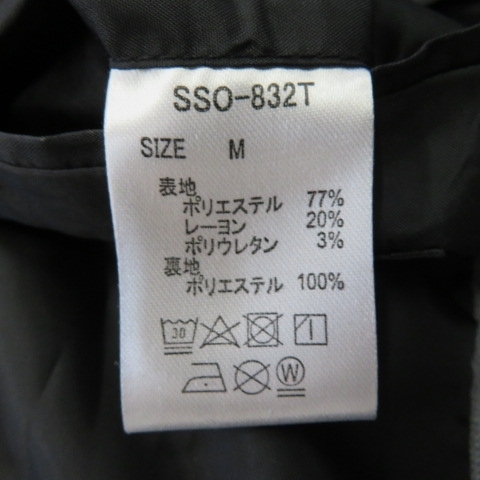 SSO-832T
SIZE M
表地
ポリエステル 77%
レーヨン 20%
ポリウレタン 3%
裏地
ポリエステル 100%
30
W